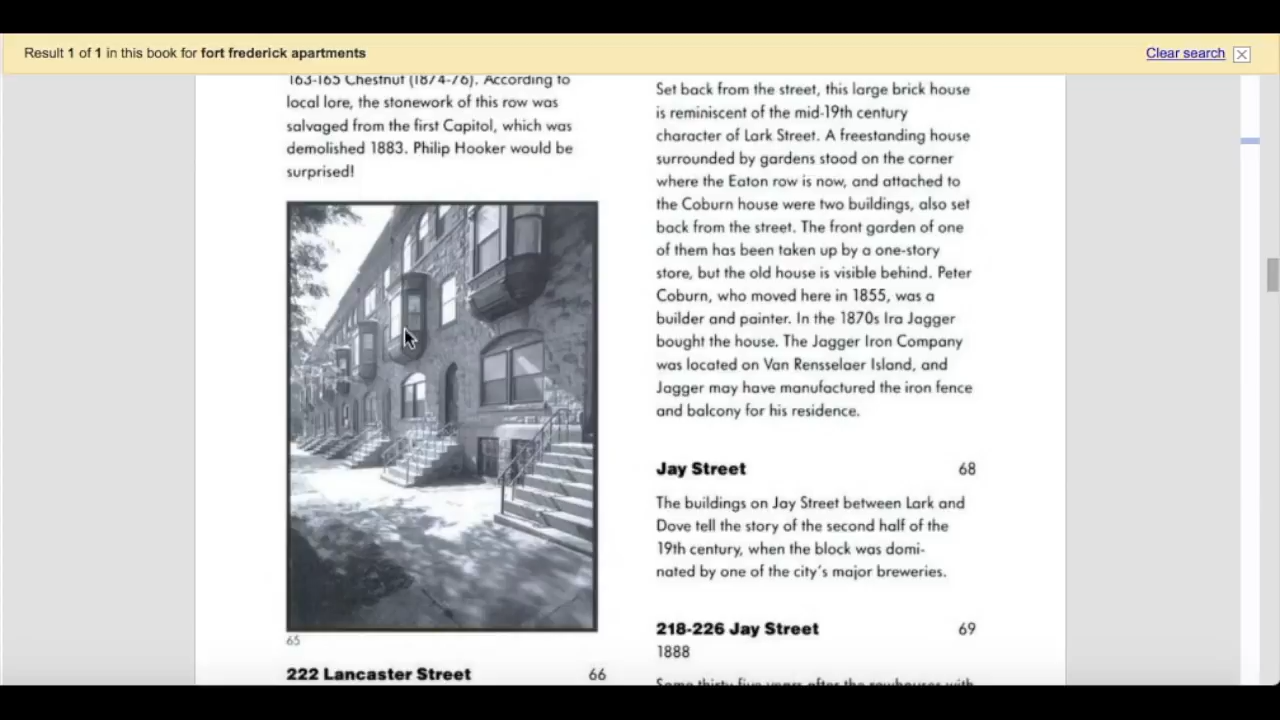 Result 1 of 1 in this book for fort frederick apartments
Clear search
163-165 Chestnut (1874-76). According to
local lore, the stonework of this row was
salvaged from the first Capitol, which was
demolished 1883. Philip Hooker would be
surprised!
65
222 Lancaster Street 66
Set back from the street, this large brick house
is reminiscent of the mid-19th century
character of Lark Street. A freestanding house
surrounded by gardens stood on the corner
where the Eaton row is now, and attached to
the Coburn house were two buildings, also set
back from the street. The front garden of one
of them has been taken up by a one-story
store, but the old house is visible behind. Peter
Coburn, who moved here in 1855, was a
builder and painter. In the 1870s Ira Jagger
bought the house. The Jagger Iron Company
was located on Van Rensselaer Island, and
Jagger may have manufactured the iron fence
and balcony for his residence.
Jay Street 68
The buildings on Jay Street between Lark and
Dove tell the story of the second half of the
19th century, when the block was domi-
nated by one of the city's major breweries.
218-226 Jay Street 69
1888
Some thirty-five years after the rowhouses with